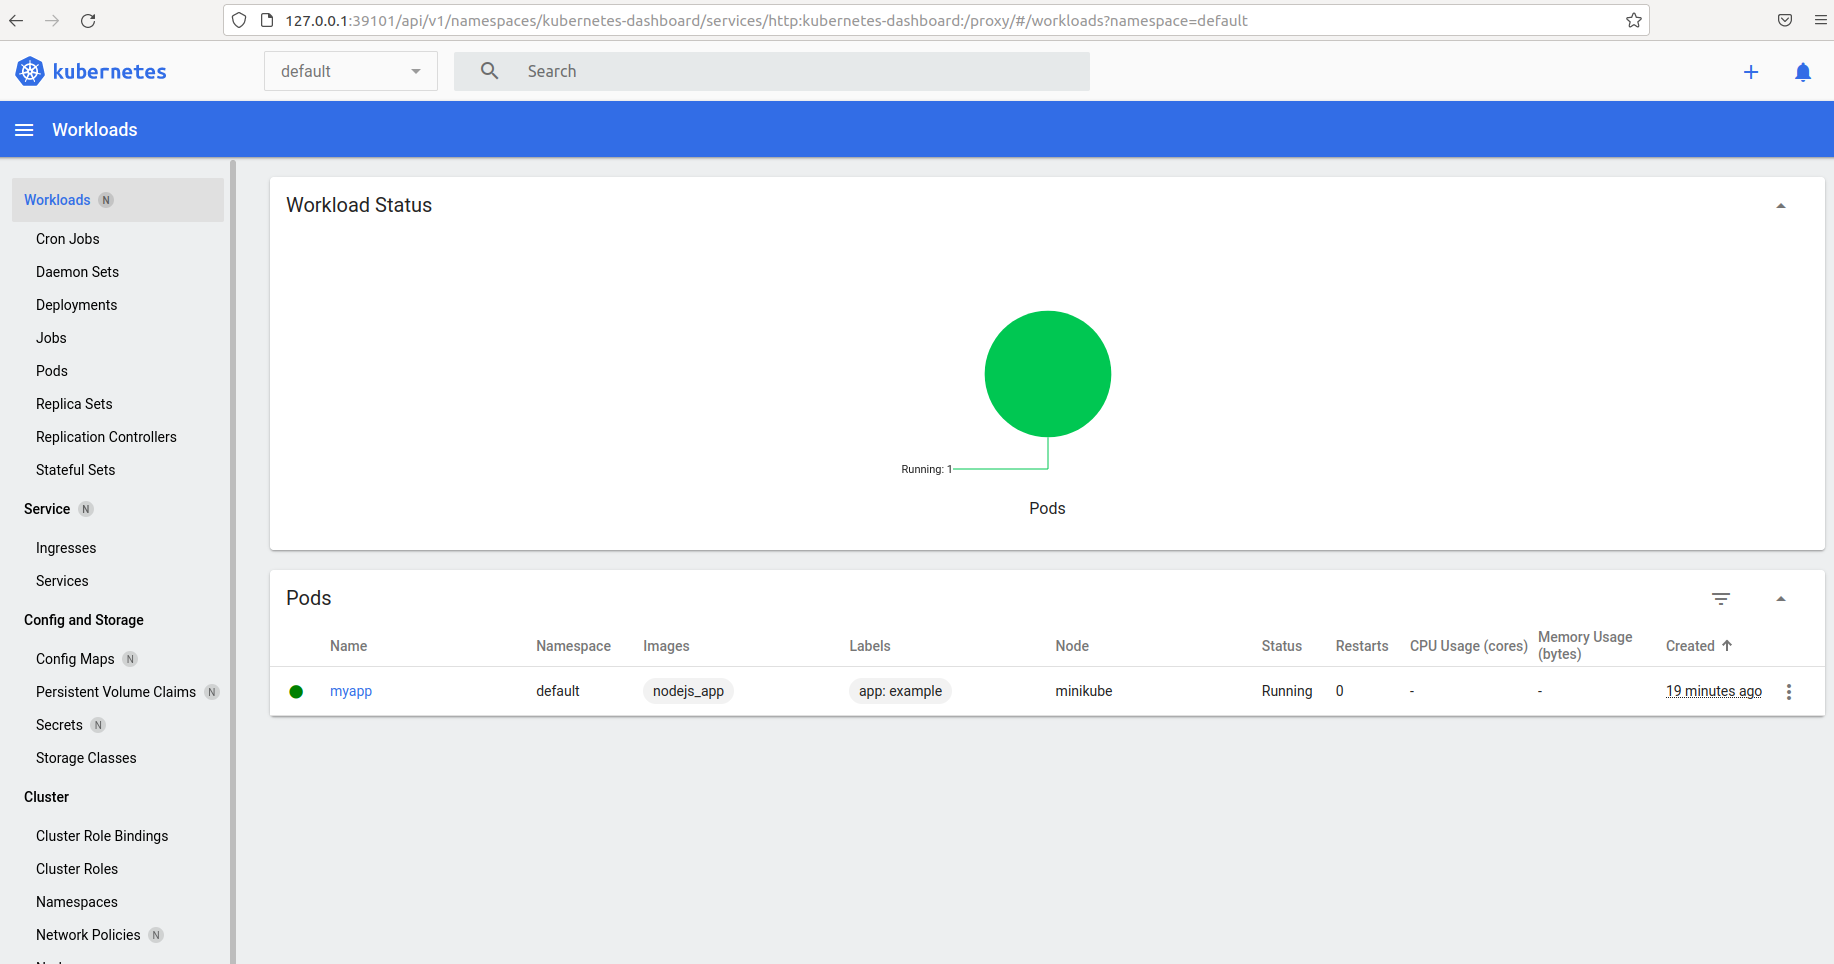 127.0.0.1:39101/api/v1/namespaces/kubernetes-dashboard/services/http:kubernetes-dashboard:/proxy/#/workloads?namespace=default
kubernetes
default
Search
Workloads
Workloads N
Cron Jobs
Daemon Sets
Deployments
Jobs
Pods
Replica Sets
Replication Controllers
Stateful Sets
Service N
Ingresses
Services
Config and Storage
Config Maps N
Persistent Volume Claims N
Secrets N
Storage Classes
Cluster
Cluster Role Bindings
Cluster Roles
Namespaces
Network Policies N
Workload Status
Running: 1
Pods
Pods
Name Namespace Images Labels Node Status Restarts CPU Usage (cores) Memory Usage (bytes) Created
myapp default nodejs_app app: example minikube Running 0 - - 19 minutes ago